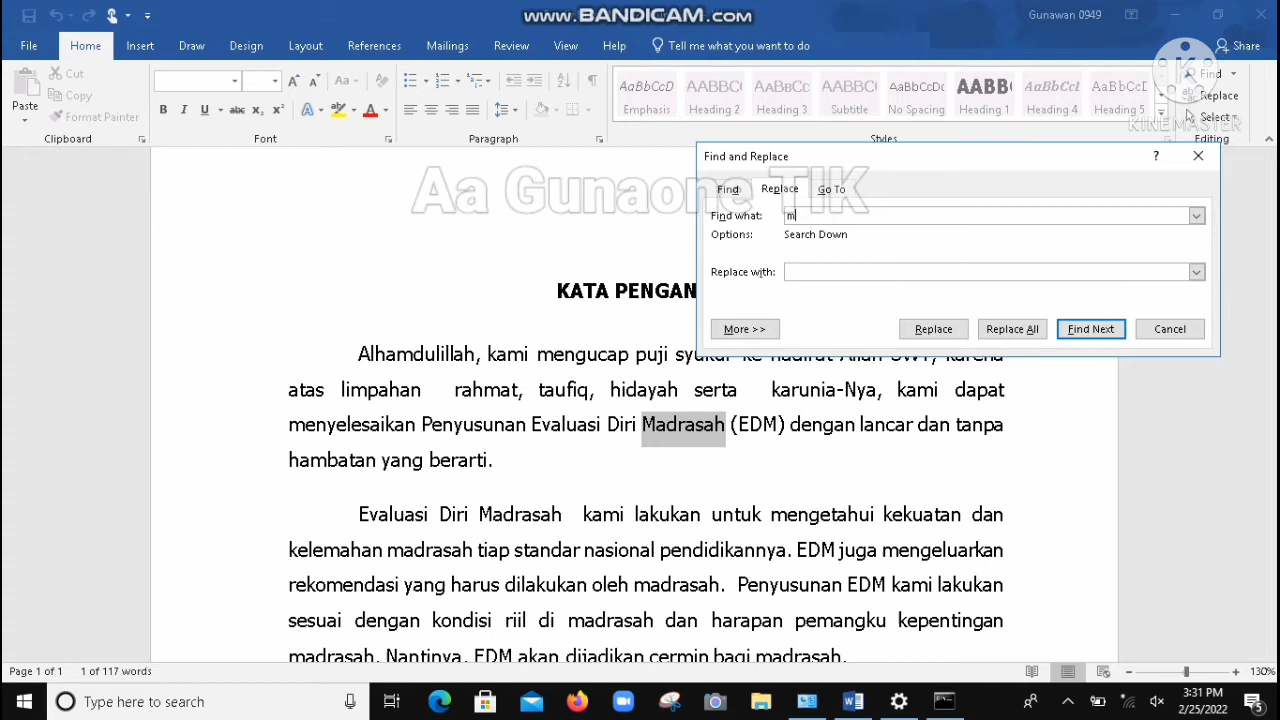 www.BANDICAM.com
Gunawan 0949
File Home Insert Draw Design Layout References Mailings Review View Help Tell me what you want to do Share
Paste
Cut
Copy
Format Painter
Clipboard
Font
Paragraph
AaBbCcD AABBCC AaBbCc AaBbCcD AaBbCcDc AABB AaBbCcD AaBbCcD
Emphasis Heading 2 Heading 3 Subtitle No Spacing Heading 1 Heading 4
Styles
Find
Replace
Select
Editing
KINEMASTER
Aa Gunaone TIK
Find and Replace
Find Replace Go To
Find what: m
Options: Search Down
Replace with:
More >> Replace Replace All Find Next Cancel
KATA PENGAN
Alhamdulillah, kami mengucap puji syukur ke hadirat Allah SWT, karena
atas limpahan rahmat, taufiq, hidayah serta karunia-Nya, kami dapat
menyelesaikan Penyusunan Evaluasi Diri Madrasah (EDM) dengan lancar dan tanpa
hambatan yang berarti.
Evaluasi Diri Madrasah kami lakukan untuk mengetahui kekuatan dan
kelemahan madrasah tiap standar nasional pendidikannya. EDM juga mengeluarkan
rekomendasi yang harus dilakukan oleh madrasah. Penyusunan EDM kami lakukan
sesuai dengan kondisi riil di madrasah dan harapan pemangku kepentingan
madrasah. Nantinya, EDM akan dijadikan cermin bagi madrasah.
Page 1 of 1 1 of 117 words 130%
Type here to search
3:31 PM
2/25/2022
5